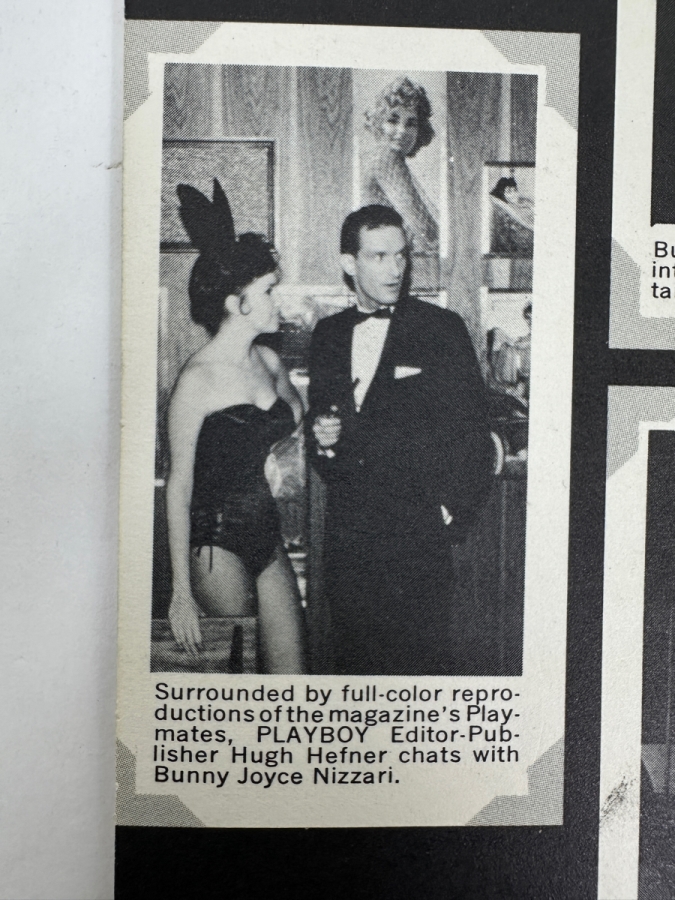 Surrounded by full-color repro-
ductions of the magazine's Play-
mates, PLAYBOY Editor-Pub-
lisher Hugh Hefner chats with
Bunny Joyce Nizzari.